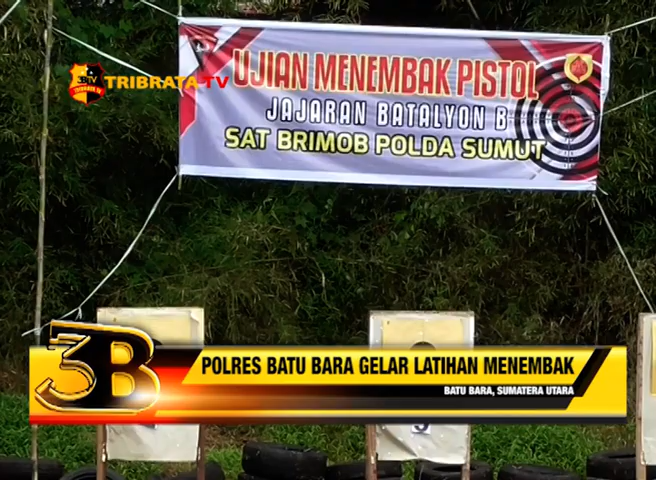 UJIAN MENEMBAK PISTOL
TRIBRATA TV
JAJARAN BATALYON B
SAT BRIMOB POLDA SUMUT
3B
POLRES BATU BARA GELAR LATIHAN MENEMBAK
BATU BARA, SUMATERA UTARA